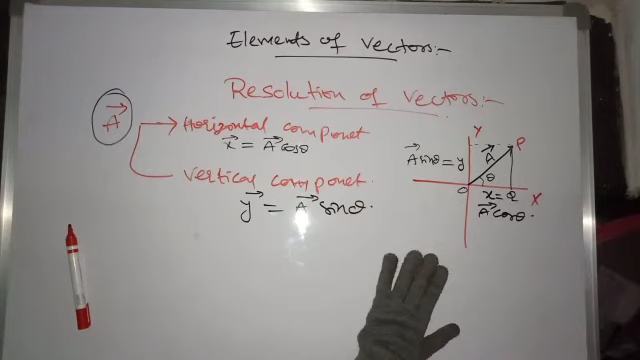 Elements of Vectors:-
Resolution of Vectors:-
A→
Horizontal componet
x→ = A→ cosθ
Vertical componet.
y→ = A→ sinθ.
Y
P
A→ sinθ = y
A→
θ
O
x = Q
X
A→ cosθ.